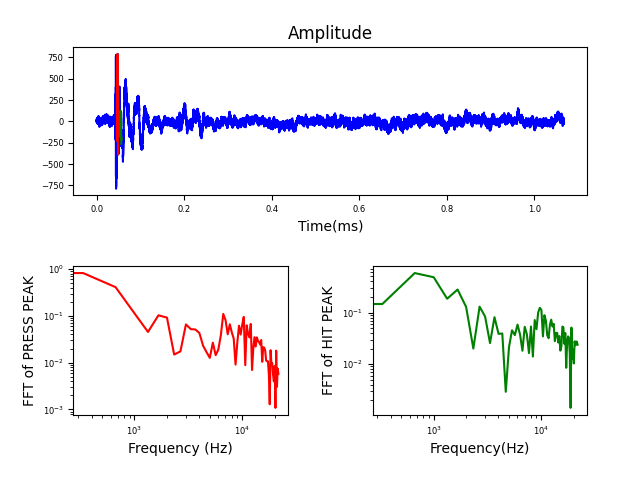 Amplitude
750
500
250
0
−250
−500
−750
0.0 0.2 0.4 0.6 0.8 1.0
Time(ms)
FFT of PRESS PEAK
10⁰
10⁻¹
10⁻²
10⁻³
10³ 10⁴
Frequency (Hz)
FFT of HIT PEAK
10⁻¹
10⁻²
10³ 10⁴
Frequency(Hz)